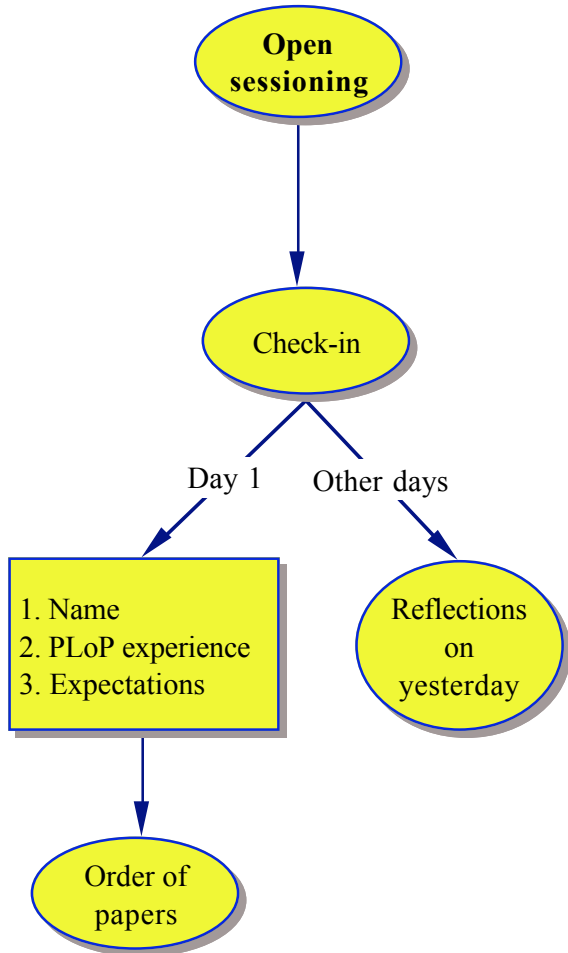 Open
sessioning
Check-in
Day 1
Other days
1. Name
2. PLoP experience
3. Expectations
Reflections
on
yesterday
Order of
papers